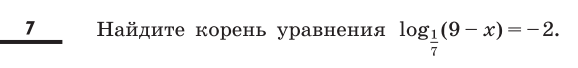 7 Найдите корень уравнения log_{1/7}(9 − x) = −2.